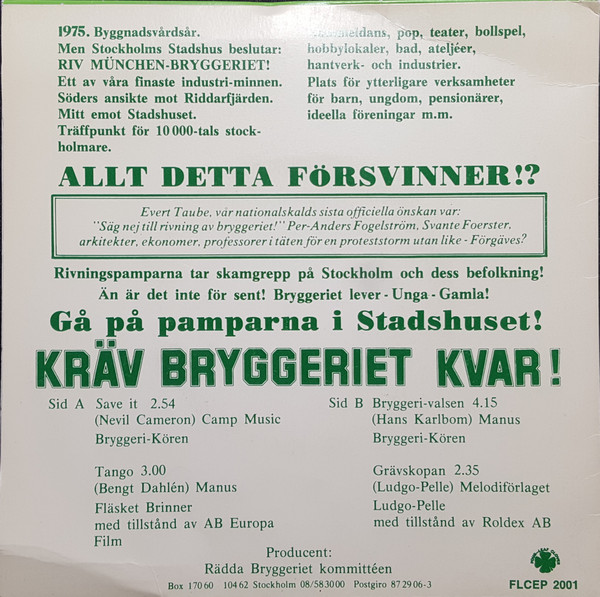 1975. Byggnadsvårdsår.
Men Stockholms Stadshus beslutar:
RIV MÜNCHEN-BRYGGERIET!
Ett av våra finaste industri-minnen.
Söders ansikte mot Riddarfjärden.
Mitt emot Stadshuset.
Träffpunkt för 10 000-tals stock-
holmare.
pop, teater, bollspel,
hobbylokaler, bad, ateljéer,
hantverk- och industrier.
Plats för ytterligare verksamheter
för barn, ungdom, pensionärer,
ideella föreningar m.m.
ALLT DETTA FÖRSVINNER!?
Evert Taube, vår nationalskalds sista officiella önskan var:
"Säg nej till rivning av bryggeriet!" Per-Anders Fogelström, Svante Foerster,
arkitekter, ekonomer, professorer i täten för en proteststorm utan like - Förgäves?
Rivningspamparna tar skamgrepp på Stockholm och dess befolkning!
Än är det inte för sent! Bryggeriet lever - Unga - Gamla!
Gå på pamparna i Stadshuset!
KRÄV BRYGGERIET KVAR!
Sid A Save it 2.54
(Nevil Cameron) Camp Music
Bryggeri-Kören
Tango 3.00
(Bengt Dahlén) Manus
Fläsket Brinner
med tillstånd av AB Europa
Film
Sid B Bryggeri-valsen 4.15
(Hans Karlbom) Manus
Bryggeri-Kören
Grävskopan 2.35
(Ludgo-Pelle) Melodiförlaget
Ludgo-Pelle
med tillstånd av Roldex AB
Producent:
Rädda Bryggeriet kommittéen
Box 170 60 104 62 Stockholm 08/58 30 00 Postgiro 87 29 06-3
FLCEP 2001